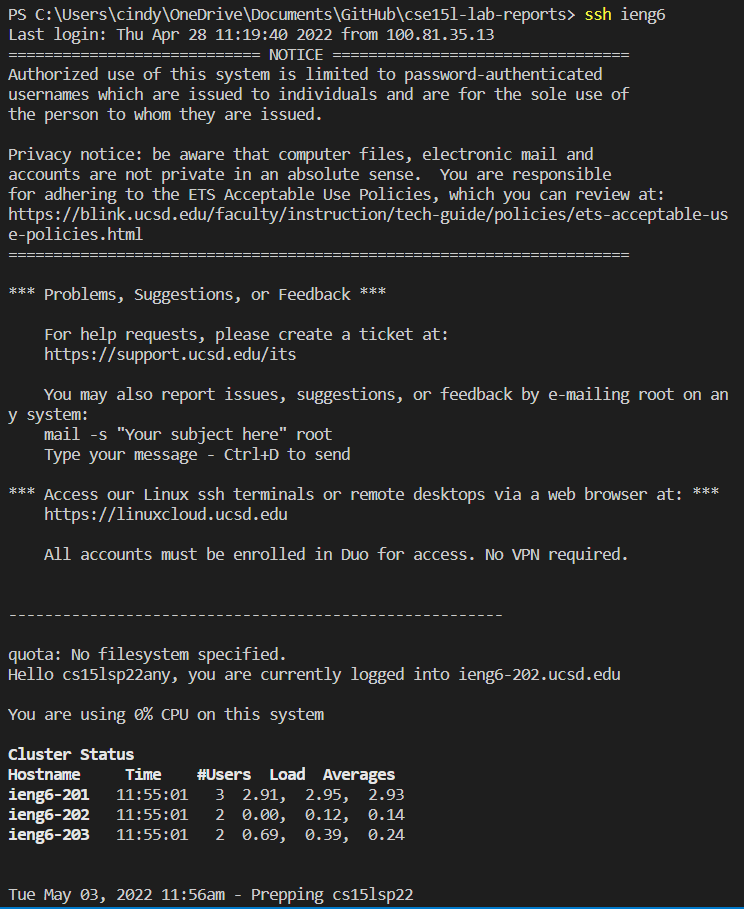 PS C:\Users\cindy\OneDrive\Documents\GitHub\cse15l-lab-reports> ssh ieng6
Last login: Thu Apr 28 11:19:40 2022 from 100.81.35.13
============================ NOTICE =================================
Authorized use of this system is limited to password-authenticated
usernames which are issued to individuals and are for the sole use of
the person to whom they are issued.

Privacy notice: be aware that computer files, electronic mail and
accounts are not private in an absolute sense.  You are responsible
for adhering to the ETS Acceptable Use Policies, which you can review at:
https://blink.ucsd.edu/faculty/instruction/tech-guide/policies/ets-acceptable-us
e-policies.html
=====================================================================

*** Problems, Suggestions, or Feedback ***

    For help requests, please create a ticket at:
    https://support.ucsd.edu/its

    You may also report issues, suggestions, or feedback by e-mailing root on an
y system:
    mail -s "Your subject here" root
    Type your message - Ctrl+D to send

*** Access our Linux ssh terminals or remote desktops via a web browser at: ***
    https://linuxcloud.ucsd.edu

    All accounts must be enrolled in Duo for access. No VPN required.


-------------------------------------------------------

quota: No filesystem specified.
Hello cs15lsp22any, you are currently logged into ieng6-202.ucsd.edu

You are using 0% CPU on this system

Cluster Status
Hostname     Time    #Users  Load  Averages
ieng6-201   11:55:01   3  2.91,  2.95,  2.93
ieng6-202   11:55:01   2  0.00,  0.12,  0.14
ieng6-203   11:55:01   2  0.69,  0.39,  0.24


Tue May 03, 2022 11:56am - Prepping cs15lsp22